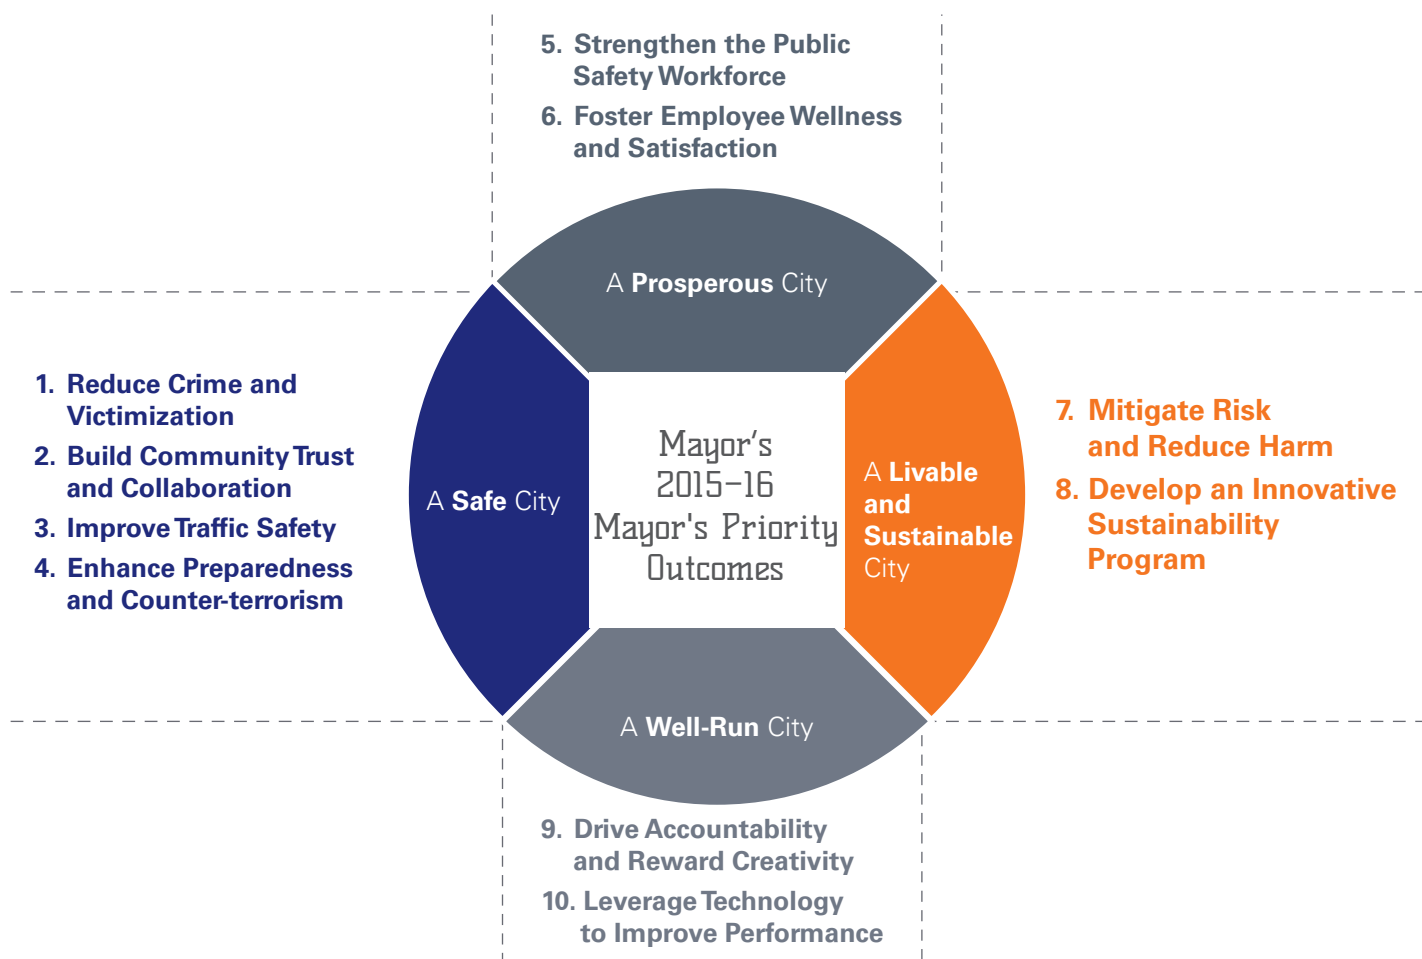 5. Strengthen the Public
Safety Workforce
6. Foster Employee Wellness
and Satisfaction
A Prosperous City
1. Reduce Crime and
Victimization
2. Build Community Trust
and Collaboration
3. Improve Traffic Safety
4. Enhance Preparedness
and Counter-terrorism
A Safe City
Mayor's
2015–16
Mayor's Priority
Outcomes
A Livable
and
Sustainable
City
7. Mitigate Risk
and Reduce Harm
8. Develop an Innovative
Sustainability
Program
A Well-Run City
9. Drive Accountability
and Reward Creativity
10. Leverage Technology
to Improve Performance